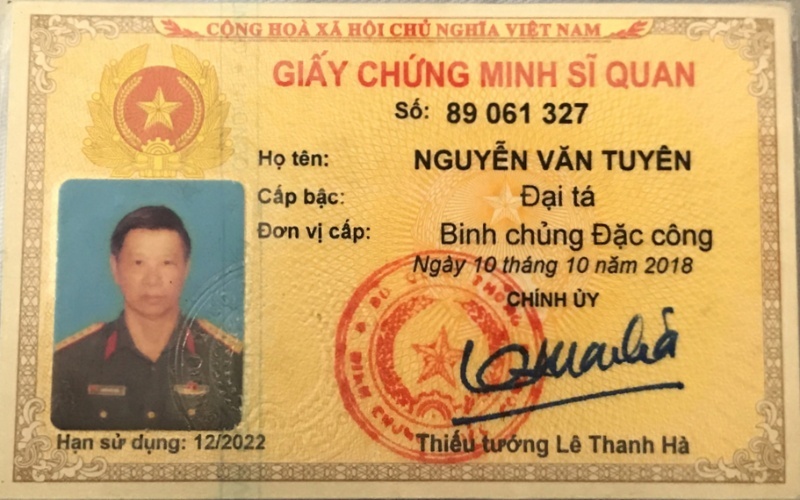 CỘNG HOÀ XÃ HỘI CHỦ NGHĨA VIỆT NAM
GIẤY CHỨNG MINH SĨ QUAN
Số: 89 061 327
Họ tên: NGUYỄN VĂN TUYÊN
Cấp bậc: Đại tá
Đơn vị cấp: Binh chủng Đặc công
Ngày 10 tháng 10 năm 2018
CHÍNH ỦY
Hạn sử dụng: 12/2022
Thiếu tướng Lê Thanh Hà